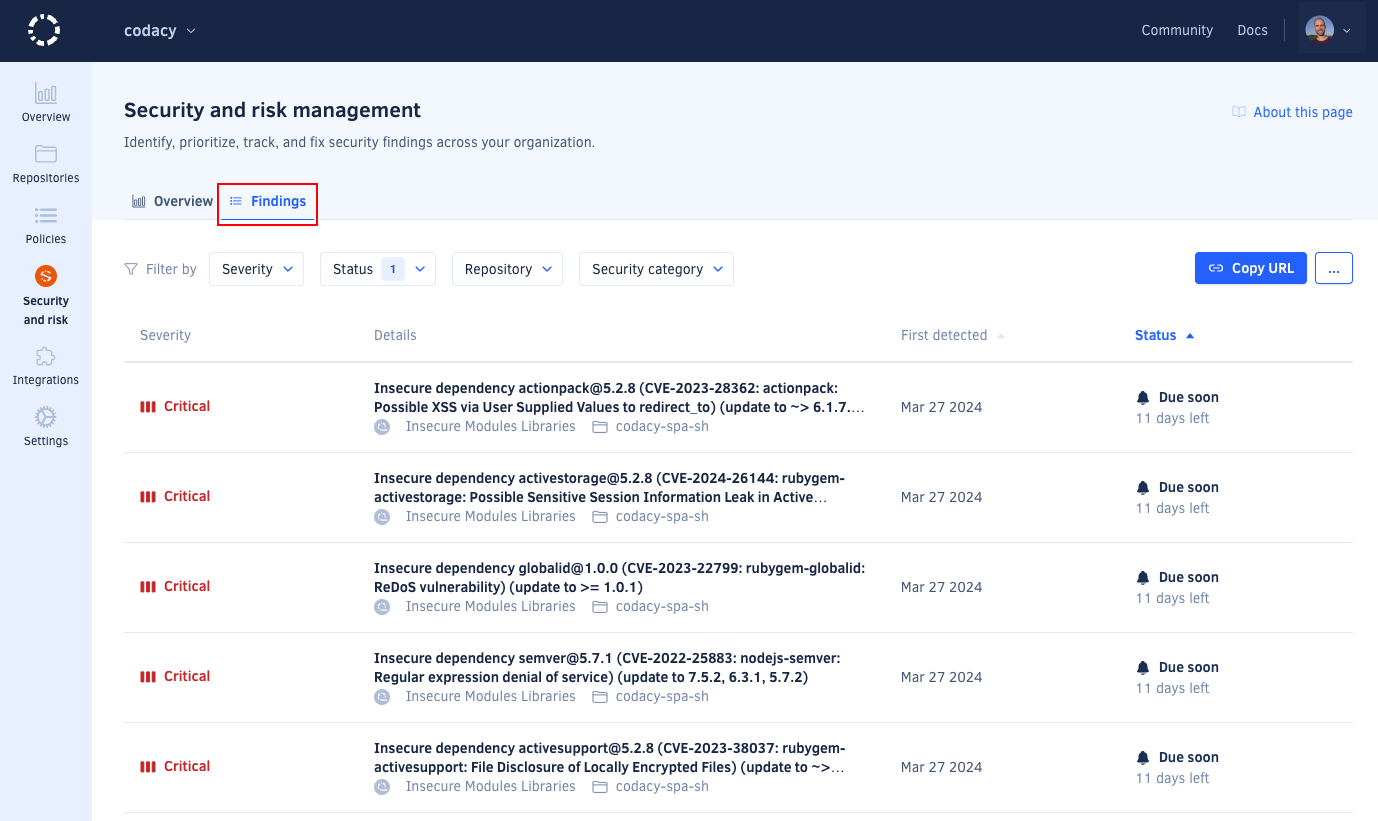 codacy
Community
Docs
Overview
Repositories
Policies
Security
and risk
Integrations
Settings
Security and risk management
About this page
Identify, prioritize, track, and fix security findings across your organization.
Overview
Findings
Filter by
Severity
Status 1
Repository
Security category
Copy URL
...
Severity
Details
First detected
Status
Critical
Insecure dependency actionpack@5.2.8 (CVE-2023-28362: actionpack:
Possible XSS via User Supplied Values to redirect_to) (update to ~> 6.1.7....
Insecure Modules Libraries
codacy-spa-sh
Mar 27 2024
Due soon
11 days left
Critical
Insecure dependency activestorage@5.2.8 (CVE-2024-26144: rubygem-
activestorage: Possible Sensitive Session Information Leak in Active...
Insecure Modules Libraries
codacy-spa-sh
Mar 27 2024
Due soon
11 days left
Critical
Insecure dependency globalid@1.0.0 (CVE-2023-22799: rubygem-globalid:
ReDoS vulnerability) (update to >= 1.0.1)
Insecure Modules Libraries
codacy-spa-sh
Mar 27 2024
Due soon
11 days left
Critical
Insecure dependency semver@5.7.1 (CVE-2022-25883: nodejs-semver:
Regular expression denial of service) (update to 7.5.2, 6.3.1, 5.7.2)
Insecure Modules Libraries
codacy-spa-sh
Mar 27 2024
Due soon
11 days left
Critical
Insecure dependency activesupport@5.2.8 (CVE-2023-38037: rubygem-
activesupport: File Disclosure of Locally Encrypted Files) (update to ~>...
Insecure Modules Libraries
codacy-spa-sh
Mar 27 2024
Due soon
11 days left